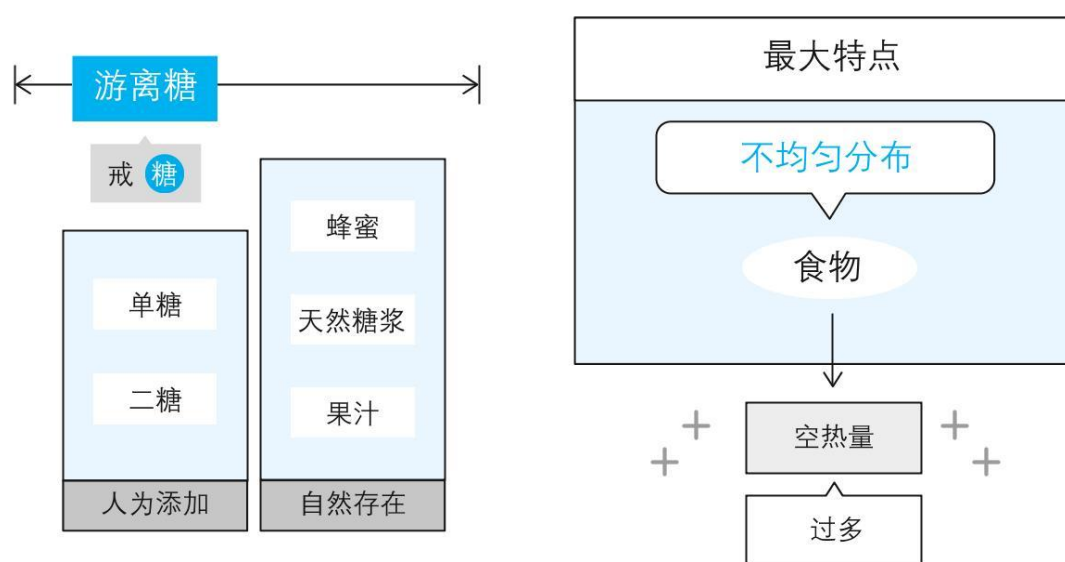 游离糖
戒 糖
单糖
二糖
人为添加
蜂蜜
天然糖浆
果汁
自然存在
最大特点
不均匀分布
食物
空热量
过多